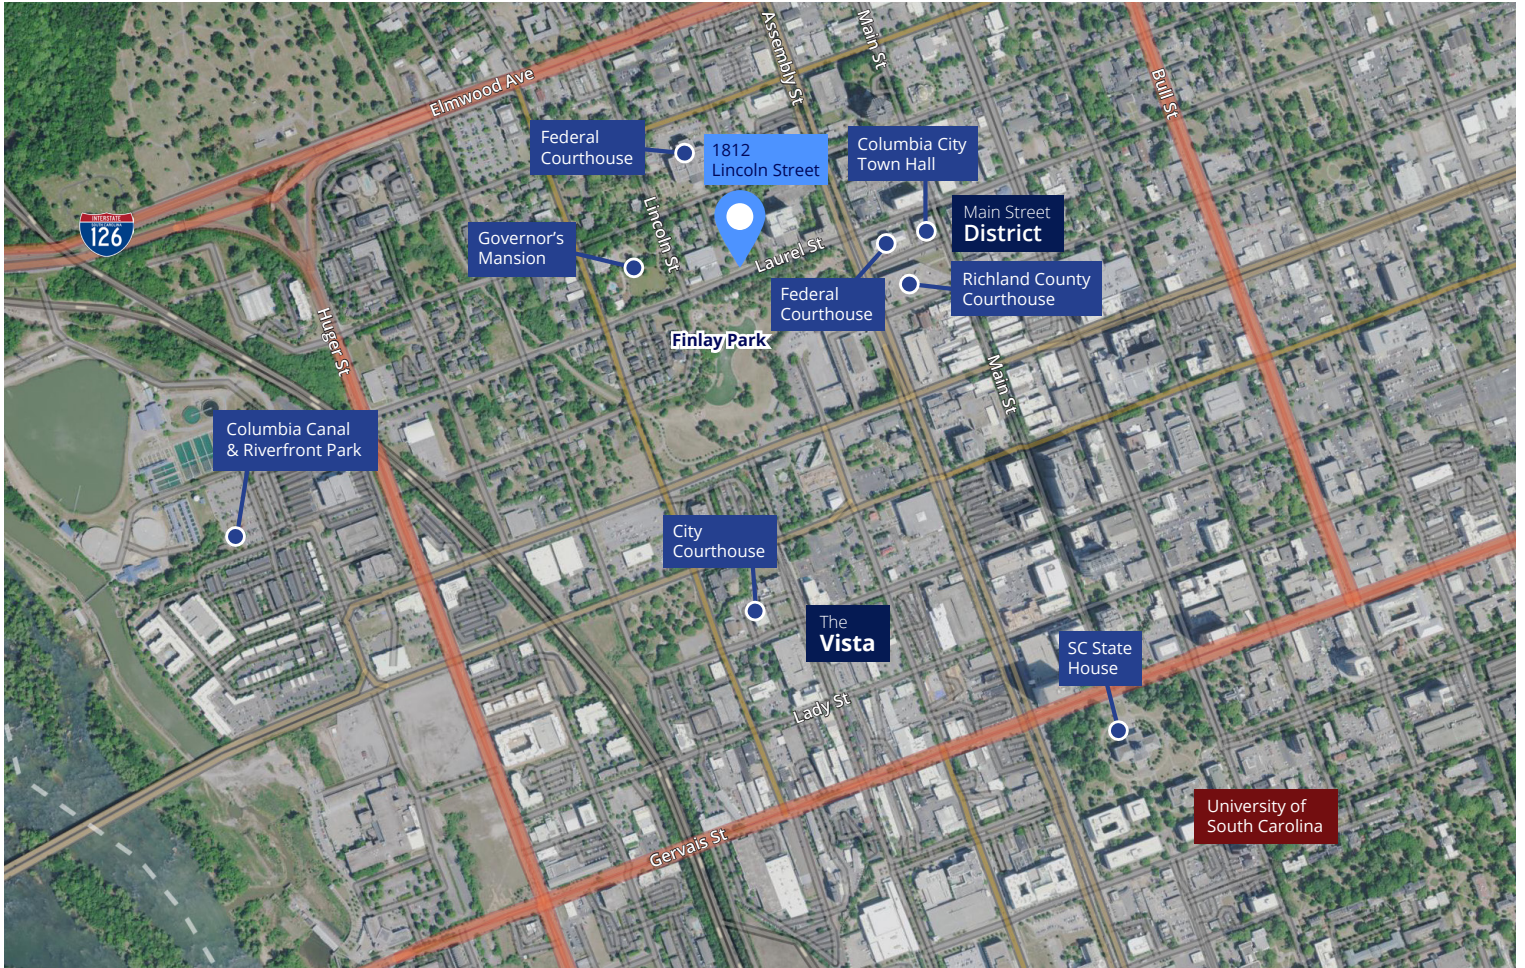 Assembly St
Main St
Bull St
Elmwood Ave
Federal
Courthouse
1812
Lincoln Street
Columbia City
Town Hall
Lincoln St
Main Street
District
INTERSTATE
SOUTH CAROLINA
126
Governor's
Mansion
Laurel St
Federal
Courthouse
Richland County
Courthouse
Huger St
Finlay Park
Main St
Columbia Canal
& Riverfront Park
City
Courthouse
The
Vista
SC State
House
Lady St
University of
South Carolina
Gervais St